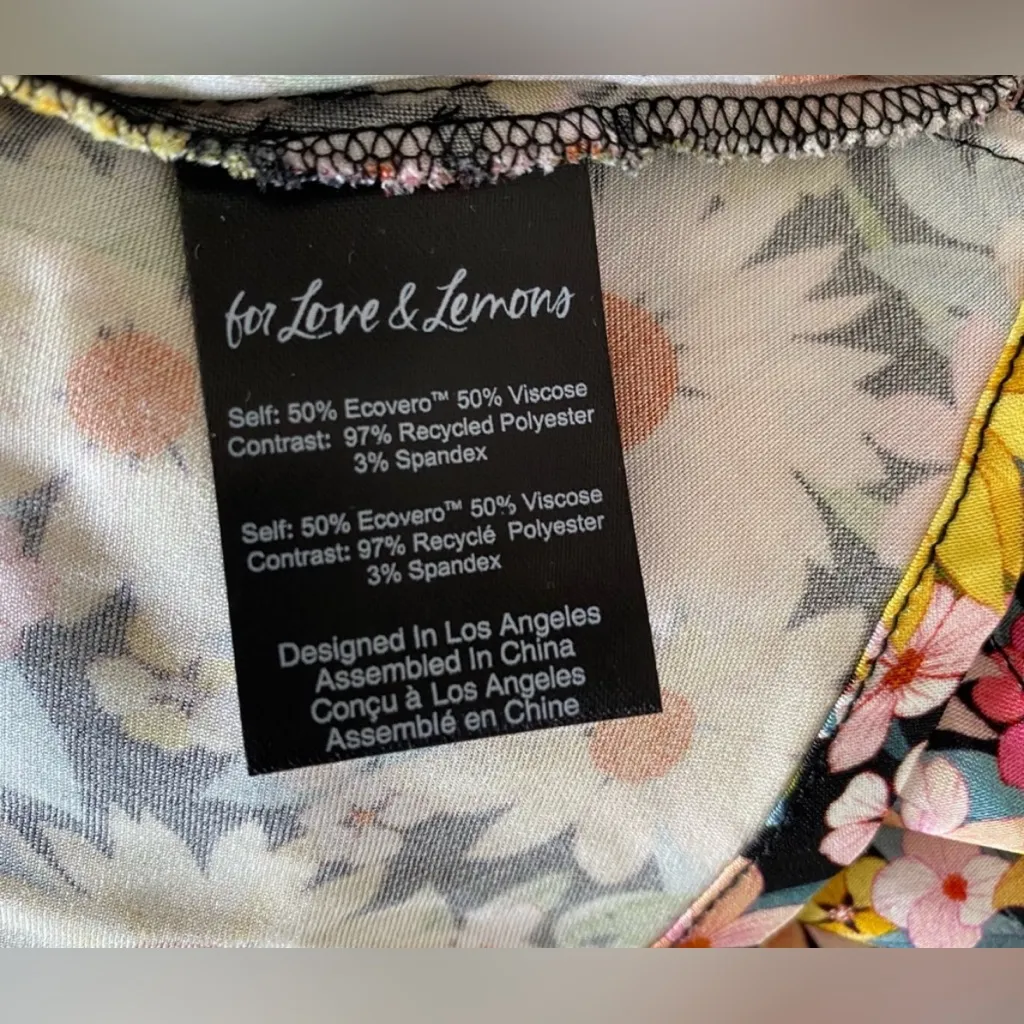 for Love & Lemons
Self: 50% Ecovero™ 50% Viscose
Contrast: 97% Recycled Polyester
3% Spandex
Self: 50% Ecovero™ 50% Viscose
Contrast: 97% Recyclé Polyester
3% Spandex
Designed In Los Angeles
Assembled In China
Conçu à Los Angeles
Assemblé en Chine